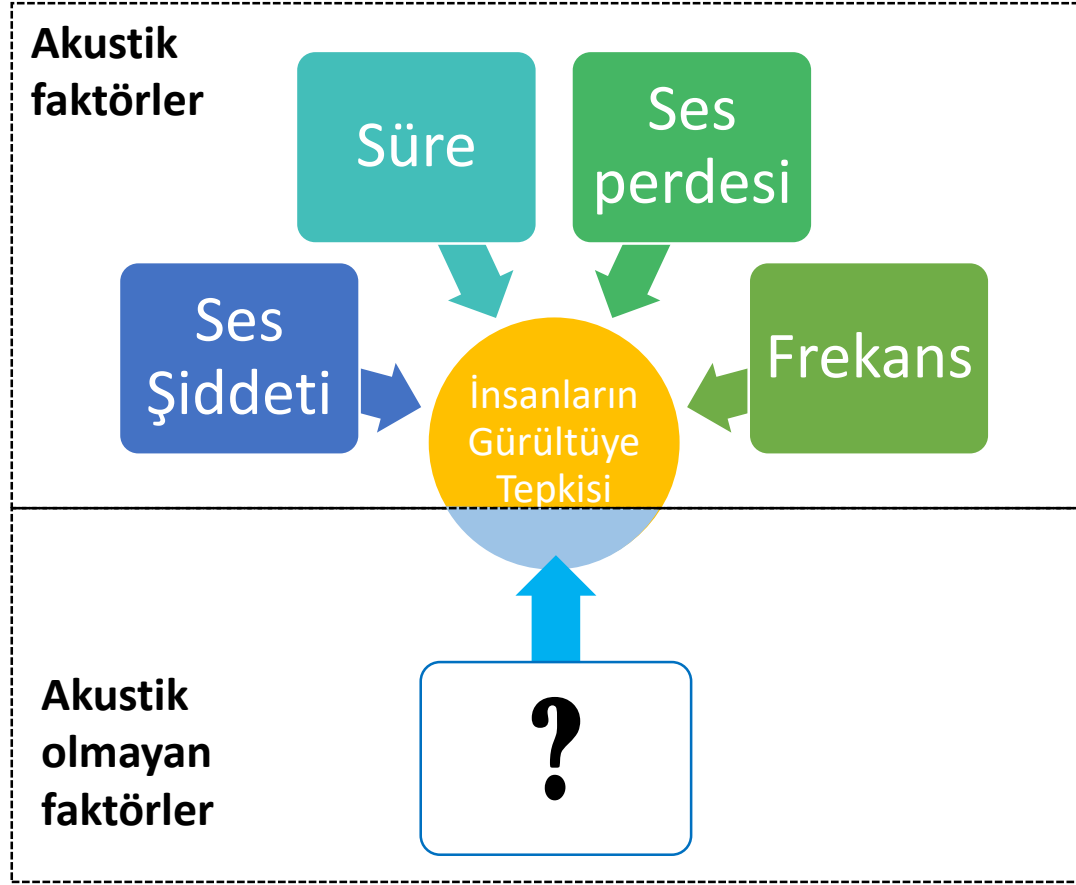 Akustik
faktörler
Süre
Ses
perdesi
Ses
Şiddeti
Frekans
İnsanların
Gürültüye
Tepkisi
Akustik
olmayan
faktörler
?